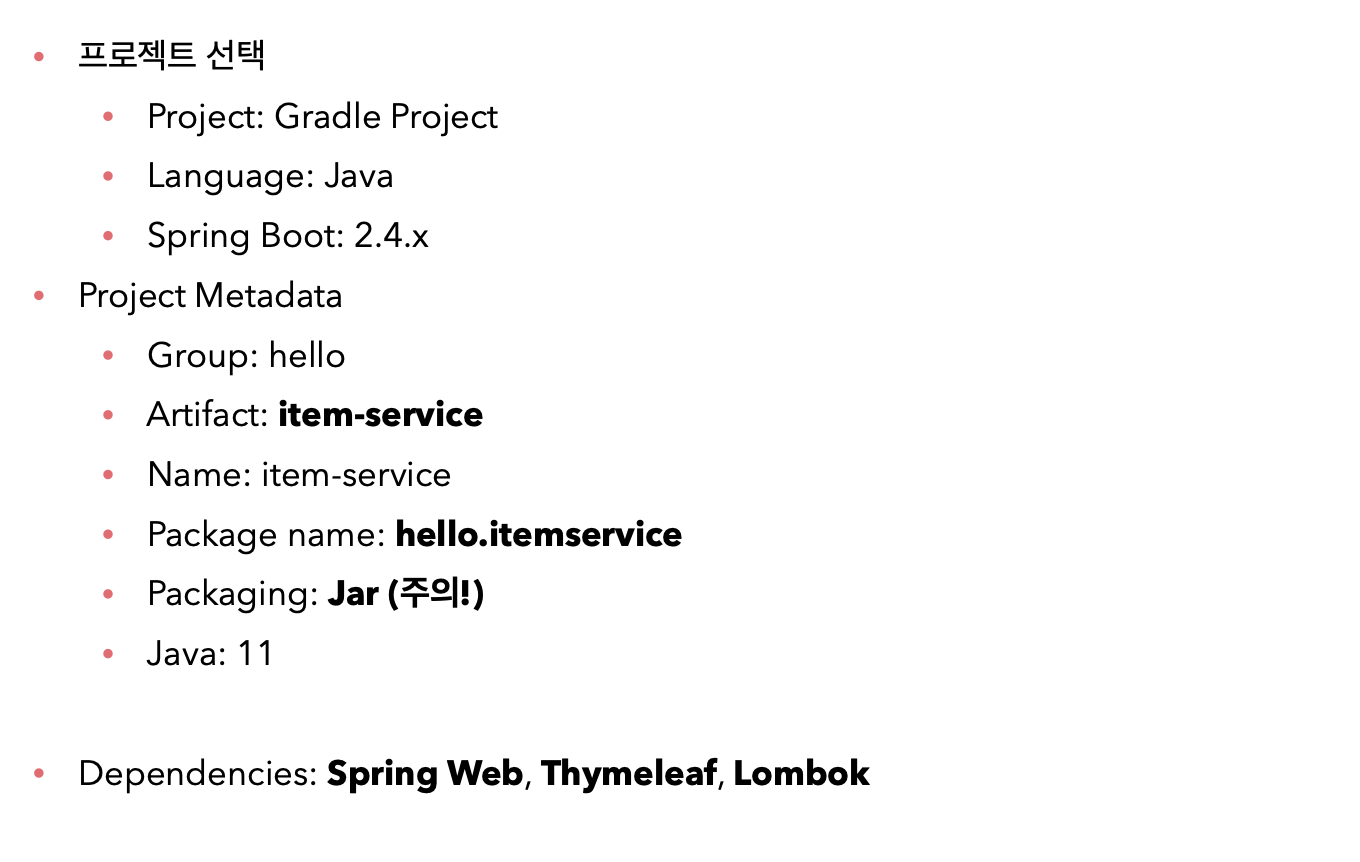 • 프로젝트 선택
• Project: Gradle Project
• Language: Java
• Spring Boot: 2.4.x
• Project Metadata
• Group: hello
• Artifact: item-service
• Name: item-service
• Package name: hello.itemservice
• Packaging: Jar (주의!)
• Java: 11
• Dependencies: Spring Web, Thymeleaf, Lombok